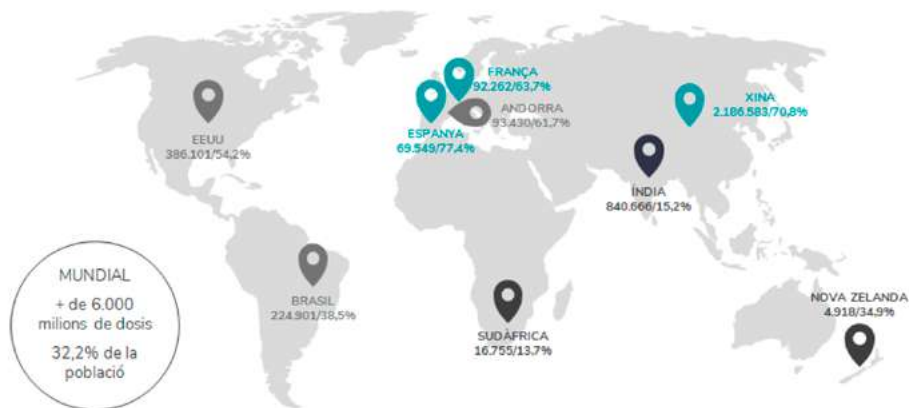 FRANÇA
92.262/63,7%
ANDORRA
93.430/61,7%
ESPANYA
69.549/77,4%
XINA
2.186.583/70,8%
EEUU
386.101/54,2%
ÍNDIA
840.666/15,2%
MUNDIAL
+ de 6.000
milions de dosis
32,2% de la
població
BRASIL
224.901/38,5%
SUDÀFRICA
16.755/13,7%
NOVA ZELANDA
4.918/34,9%